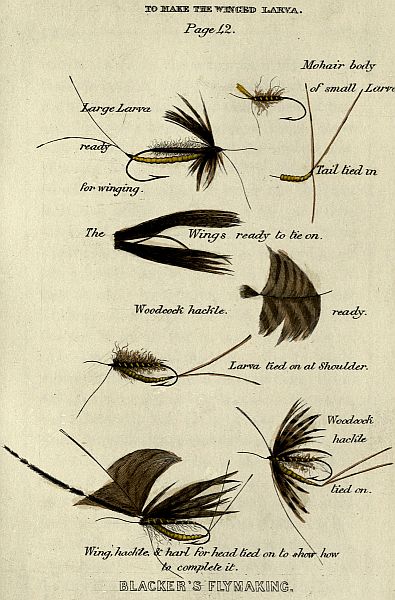 TO MAKE THE WINGED LARVA.
Page 42.
Mohair body
of small Larva
Large Larva
ready
for winging.
Tail tied in
The Wings ready to tie on.
Woodcock hackle. ready.
Larva tied on at Shoulder.
Woodcock
hackle
tied on.
Wing, hackle, & harl for head tied on to show how
to complete it.
BLACKER'S FLYMAKING.